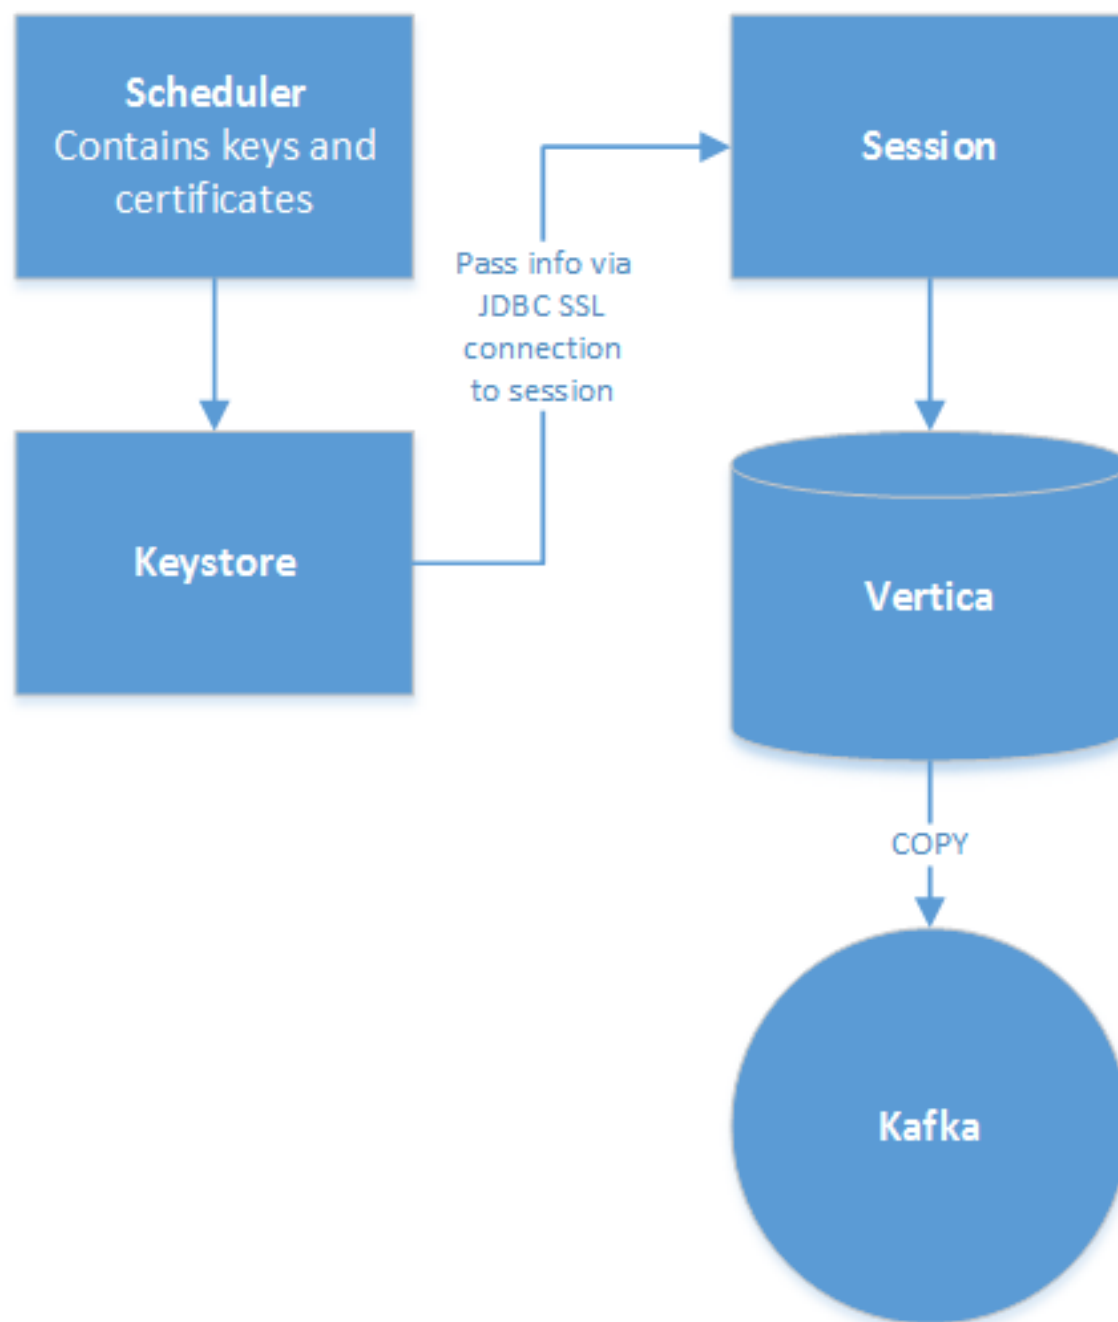 Scheduler
Contains keys and
certificates
Session
Pass info via
JDBC SSL
connection
to session
Keystore
Vertica
COPY
Kafka